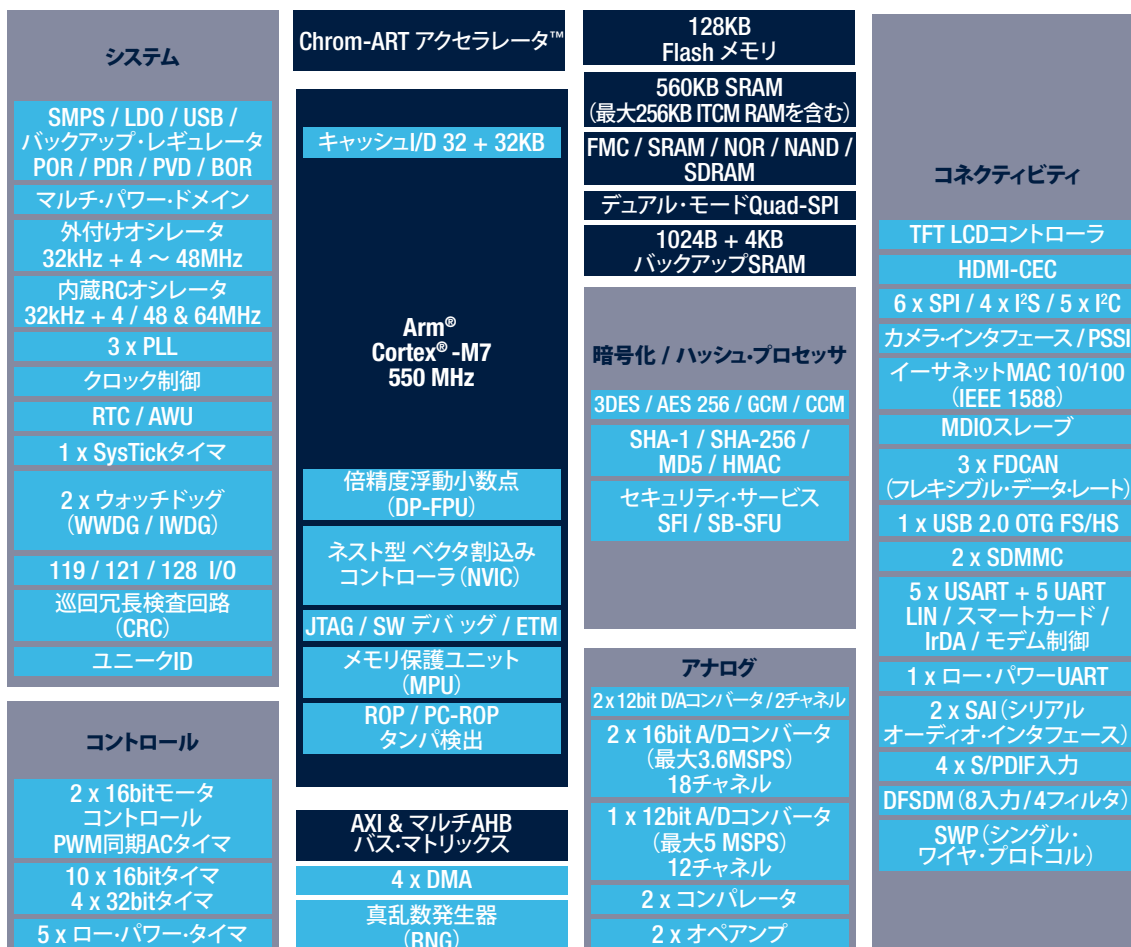 システム
SMPS / LDO / USB /
バックアップ・レギュレータ
POR / PDR / PVD / BOR
マルチ・パワー・ドメイン
外付けオシレータ
32kHz + 4 ～ 48MHz
内蔵RCオシレータ
32kHz + 4 / 48 & 64MHz
3 x PLL
クロック制御
RTC / AWU
1 x SysTickタイマ
2 x ウォッチドッグ
(WWDG / IWDG)
119 / 121 / 128 I/O
巡回冗長検査回路
(CRC)
ユニークID
コントロール
2 x 16bitモータ
コントロール
PWM同期ACタイマ
10 x 16bitタイマ
4 x 32bitタイマ
5 x ロー・パワー・タイマ
Chrom-ART アクセラレータ™
キャッシュI/D 32 + 32KB
Arm®
Cortex® -M7
550 MHz
倍精度浮動小数点
(DP-FPU)
ネスト型 ベクタ割込み
コントローラ(NVIC)
JTAG / SW デバッグ / ETM
メモリ保護ユニット
(MPU)
ROP / PC-ROP
タンパ検出
AXI & マルチAHB
バス・マトリックス
4 x DMA
真乱数発生器
(RNG)
128KB
Flash メモリ
560KB SRAM
(最大256KB ITCM RAMを含む)
FMC / SRAM / NOR / NAND /
SDRAM
デュアル・モードQuad-SPI
1024B + 4KB
バックアップSRAM
暗号化 / ハッシュ・プロセッサ
3DES / AES 256 / GCM / CCM
SHA-1 / SHA-256 /
MD5 / HMAC
セキュリティ・サービス
SFI / SB-SFU
アナログ
2 x 12bit D/Aコンバータ / 2チャネル
2 x 16bit A/Dコンバータ
(最大3.6MSPS)
18チャネル
1 x 12bit A/Dコンバータ
(最大5 MSPS)
12チャネル
2 x コンパレータ
2 x オペアンプ
コネクティビティ
TFT LCDコントローラ
HDMI-CEC
6 x SPI / 4 x I²S / 5 x I²C
カメラ・インタフェース / PSSI
イーサネットMAC 10/100
(IEEE 1588)
MDIOスレーブ
3 x FDCAN
(フレキシブル・データ・レート)
1 x USB 2.0 OTG FS/HS
2 x SDMMC
5 x USART + 5 UART
LIN / スマートカード /
IrDA / モデム制御
1 x ロー・パワーUART
2 x SAI(シリアル
オーディオ・インタフェース)
4 x S/PDIF入力
DFSDM(8入力/4フィルタ)
SWP(シングル・
ワイヤ・プロトコル)